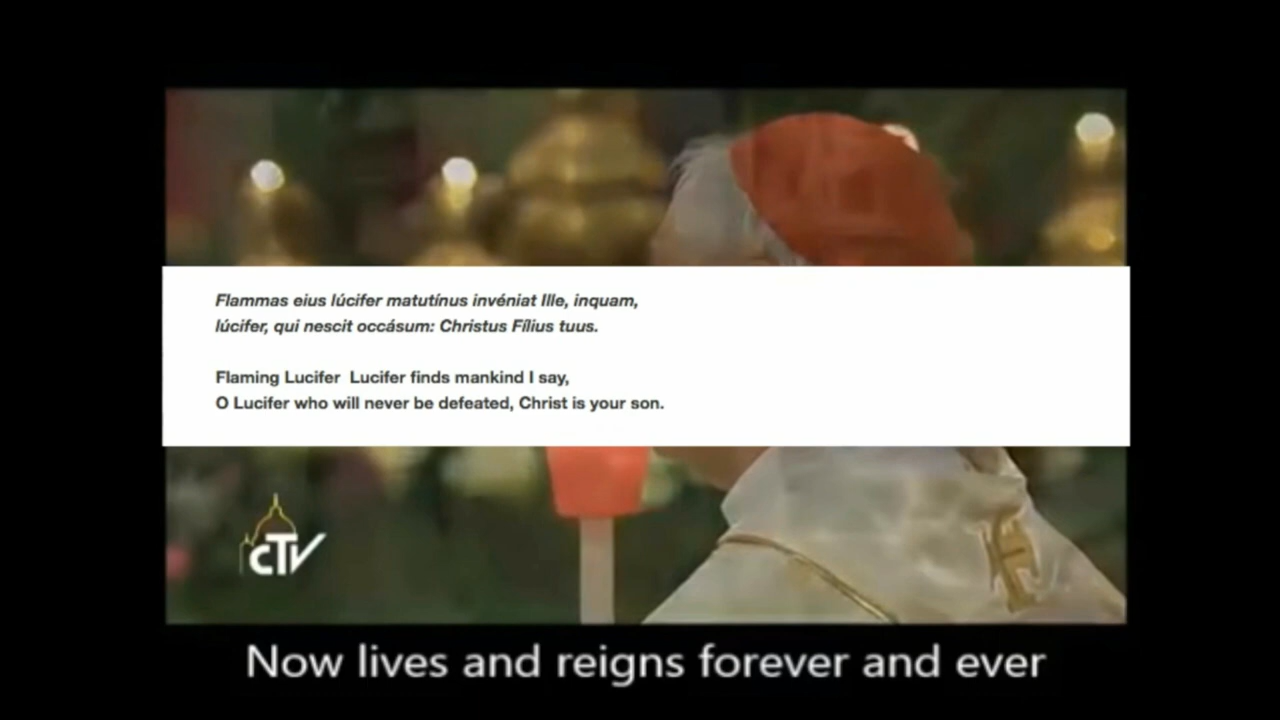 Flammas eius lúcifer matutínus invéniat Ille, inquam,
lúcifer, qui nescit occásum: Christus Fílius tuus.
Flaming Lucifer Lucifer finds mankind I say,
O Lucifer who will never be defeated, Christ is your son.
cTV
Now lives and reigns forever and ever